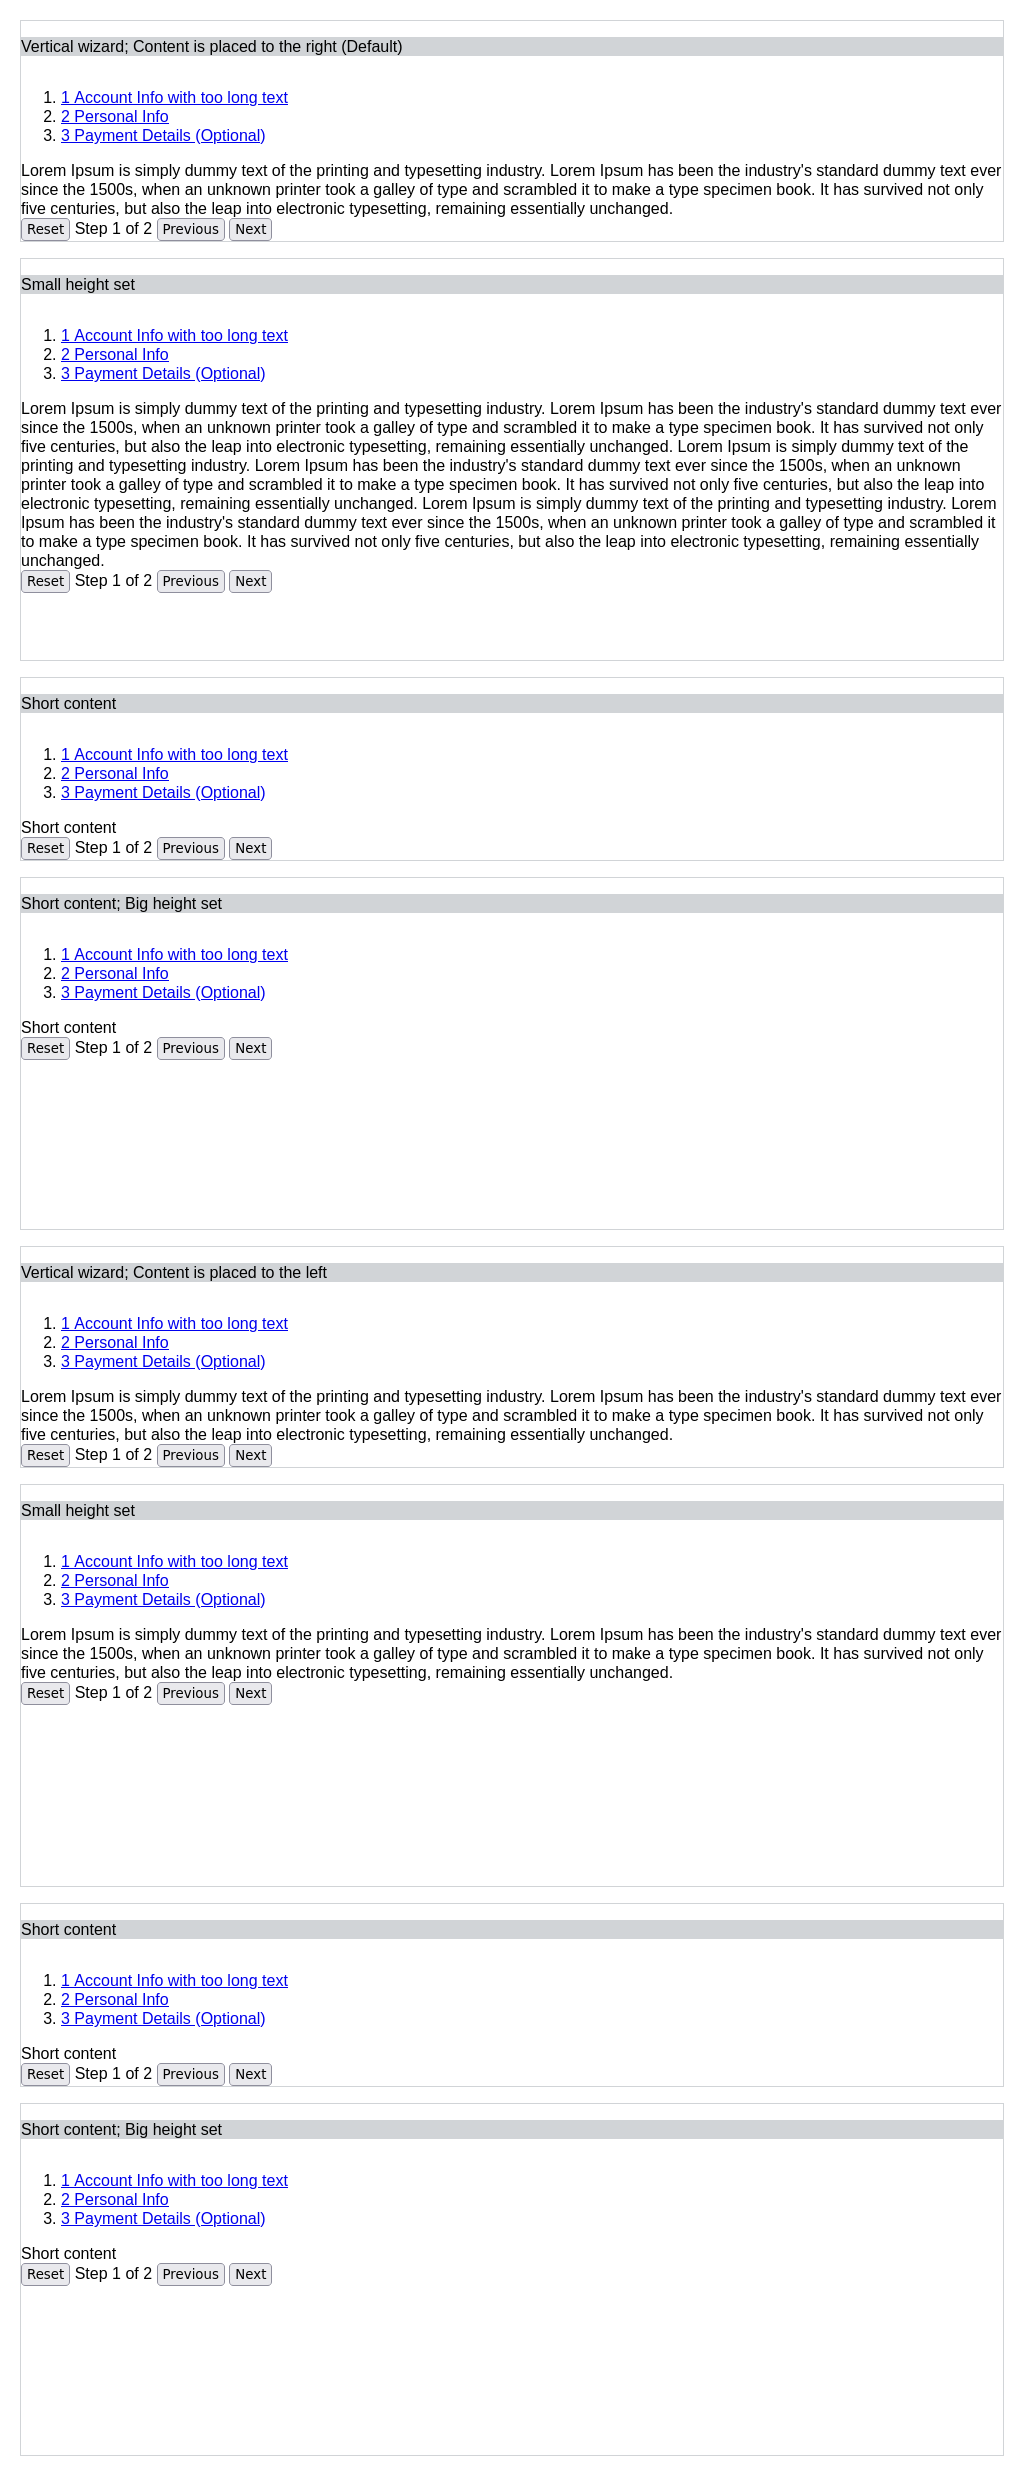 Vertical wizard; Content is placed to the right (Default)
1. 1 Account Info with too long text
2. 2 Personal Info
3. 3 Payment Details (Optional)
Lorem Ipsum is simply dummy text of the printing and typesetting industry. Lorem Ipsum has been the industry's standard dummy text ever
since the 1500s, when an unknown printer took a galley of type and scrambled it to make a type specimen book. It has survived not only
five centuries, but also the leap into electronic typesetting, remaining essentially unchanged.
Reset Step 1 of 2 Previous Next
Small height set
1. 1 Account Info with too long text
2. 2 Personal Info
3. 3 Payment Details (Optional)
Lorem Ipsum is simply dummy text of the printing and typesetting industry. Lorem Ipsum has been the industry's standard dummy text ever
since the 1500s, when an unknown printer took a galley of type and scrambled it to make a type specimen book. It has survived not only
five centuries, but also the leap into electronic typesetting, remaining essentially unchanged. Lorem Ipsum is simply dummy text of the
printing and typesetting industry. Lorem Ipsum has been the industry's standard dummy text ever since the 1500s, when an unknown
printer took a galley of type and scrambled it to make a type specimen book. It has survived not only five centuries, but also the leap into
electronic typesetting, remaining essentially unchanged. Lorem Ipsum is simply dummy text of the printing and typesetting industry. Lorem
Ipsum has been the industry's standard dummy text ever since the 1500s, when an unknown printer took a galley of type and scrambled it
to make a type specimen book. It has survived not only five centuries, but also the leap into electronic typesetting, remaining essentially
unchanged.
Reset Step 1 of 2 Previous Next
Short content
1. 1 Account Info with too long text
2. 2 Personal Info
3. 3 Payment Details (Optional)
Short content
Reset Step 1 of 2 Previous Next
Short content; Big height set
1. 1 Account Info with too long text
2. 2 Personal Info
3. 3 Payment Details (Optional)
Short content
Reset Step 1 of 2 Previous Next
Vertical wizard; Content is placed to the left
1. 1 Account Info with too long text
2. 2 Personal Info
3. 3 Payment Details (Optional)
Lorem Ipsum is simply dummy text of the printing and typesetting industry. Lorem Ipsum has been the industry's standard dummy text ever
since the 1500s, when an unknown printer took a galley of type and scrambled it to make a type specimen book. It has survived not only
five centuries, but also the leap into electronic typesetting, remaining essentially unchanged.
Reset Step 1 of 2 Previous Next
Small height set
1. 1 Account Info with too long text
2. 2 Personal Info
3. 3 Payment Details (Optional)
Lorem Ipsum is simply dummy text of the printing and typesetting industry. Lorem Ipsum has been the industry's standard dummy text ever
since the 1500s, when an unknown printer took a galley of type and scrambled it to make a type specimen book. It has survived not only
five centuries, but also the leap into electronic typesetting, remaining essentially unchanged.
Reset Step 1 of 2 Previous Next
Short content
1. 1 Account Info with too long text
2. 2 Personal Info
3. 3 Payment Details (Optional)
Short content
Reset Step 1 of 2 Previous Next
Short content; Big height set
1. 1 Account Info with too long text
2. 2 Personal Info
3. 3 Payment Details (Optional)
Short content
Reset Step 1 of 2 Previous Next